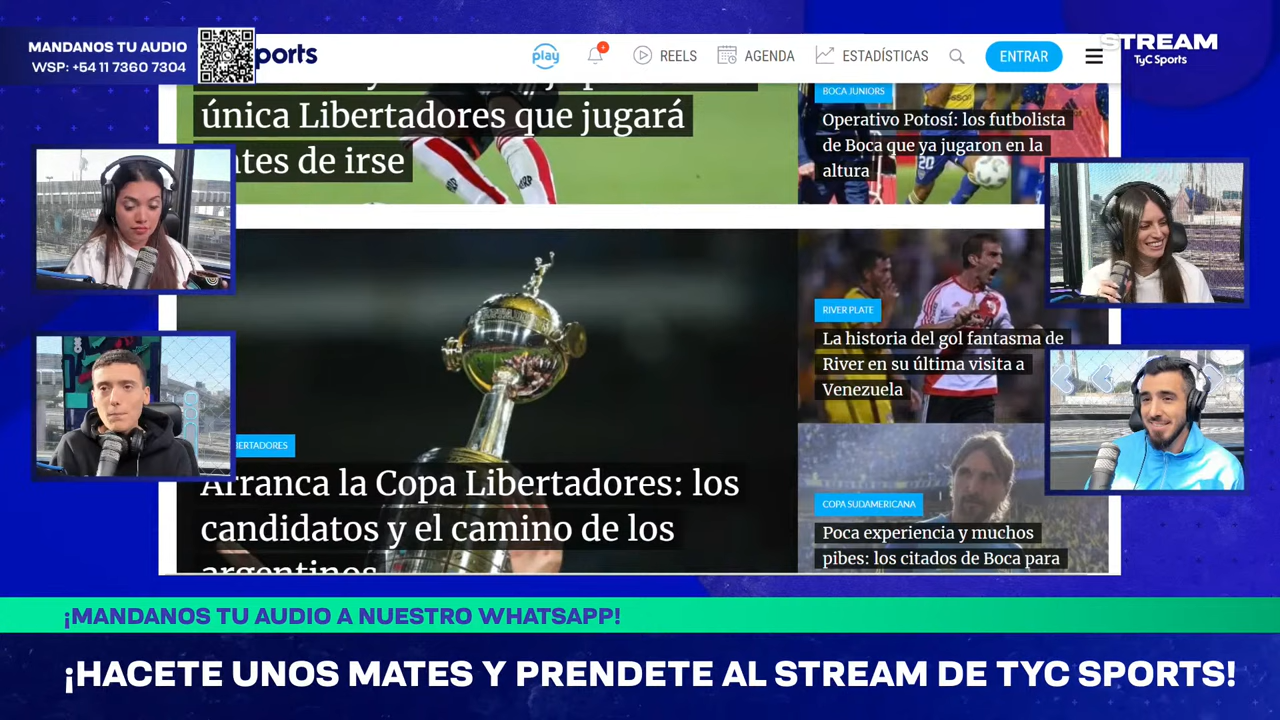 MANDANOS TU AUDIO
WSP: +54 11 7360 7304
ports
play
REELS
AGENDA
ESTADÍSTICAS
ENTRAR
STREAM
TyC Sports
única Libertadores que jugará
ntes de irse
BOCA JUNIORS
Operativo Potosí: los futbolista
de Boca que ya jugaron en la
altura
20
RIVER PLATE
La historia del gol fantasma de
River en su última visita a
Venezuela
BERTADORES
Arranca la Copa Libertadores: los
candidatos y el camino de los
argentinos
COPA SUDAMERICANA
Poca experiencia y muchos
pibes: los citados de Boca para
¡MANDANOS TU AUDIO A NUESTRO WHATSAPP!
¡HACETE UNOS MATES Y PRENDETE AL STREAM DE TYC SPORTS!